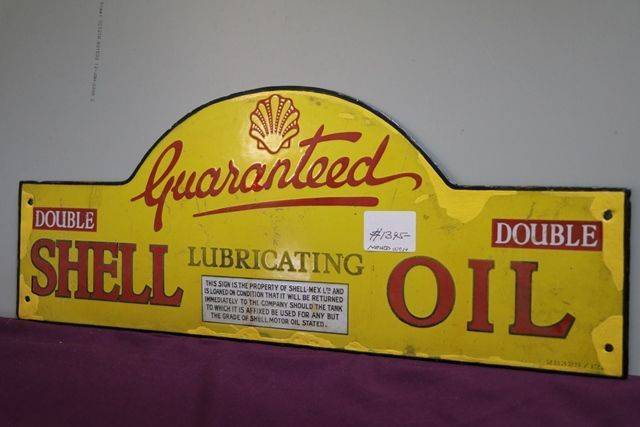 Guaranteed
#1395-
DOUBLE
DOUBLE
SHELL LUBRICATING OIL
THIS SIGN IS THE PROPERTY OF SHELL-MEX LTD AND
IS LOANED ON CONDITION THAT IT WILL BE RETURNED
IMMEDIATELY TO THE COMPANY SHOULD THE TANK
TO WHICH IT IS AFFIXED BE USED FOR ANY BUT
THE GRADE OF SHELL MOTOR OIL STATED.